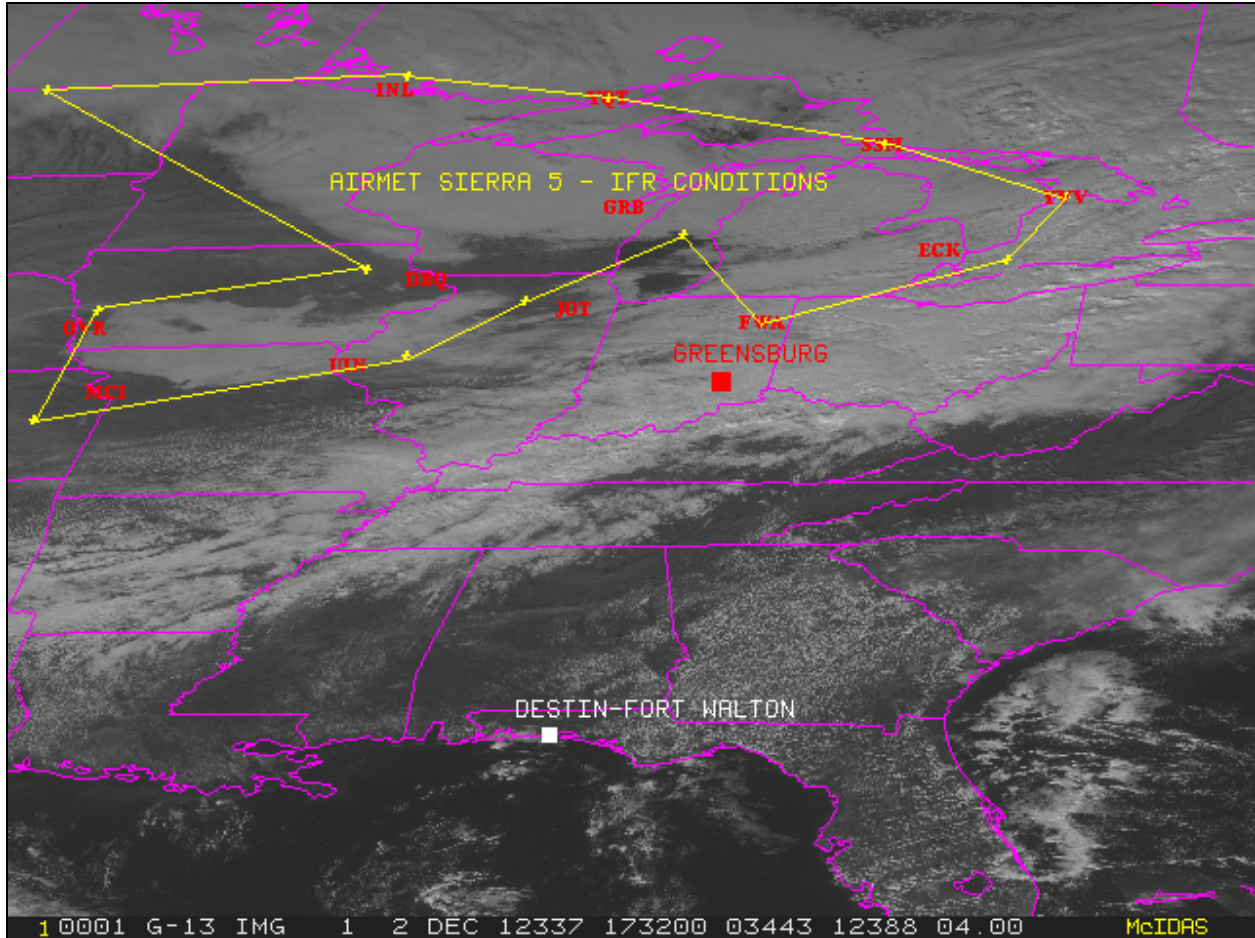 INL
YQT
SSM
AIRMET SIERRA 5 - IFR CONDITIONS
YVV
GRB
ECK
DBQ
JOT
OVR
FWA
GREENSBURG
UIN
MCI
DESTIN-FORT WALTON
1 0001 G-13 IMG 1 2 DEC 12337 173200 03443 12388 04.00 McIDAS